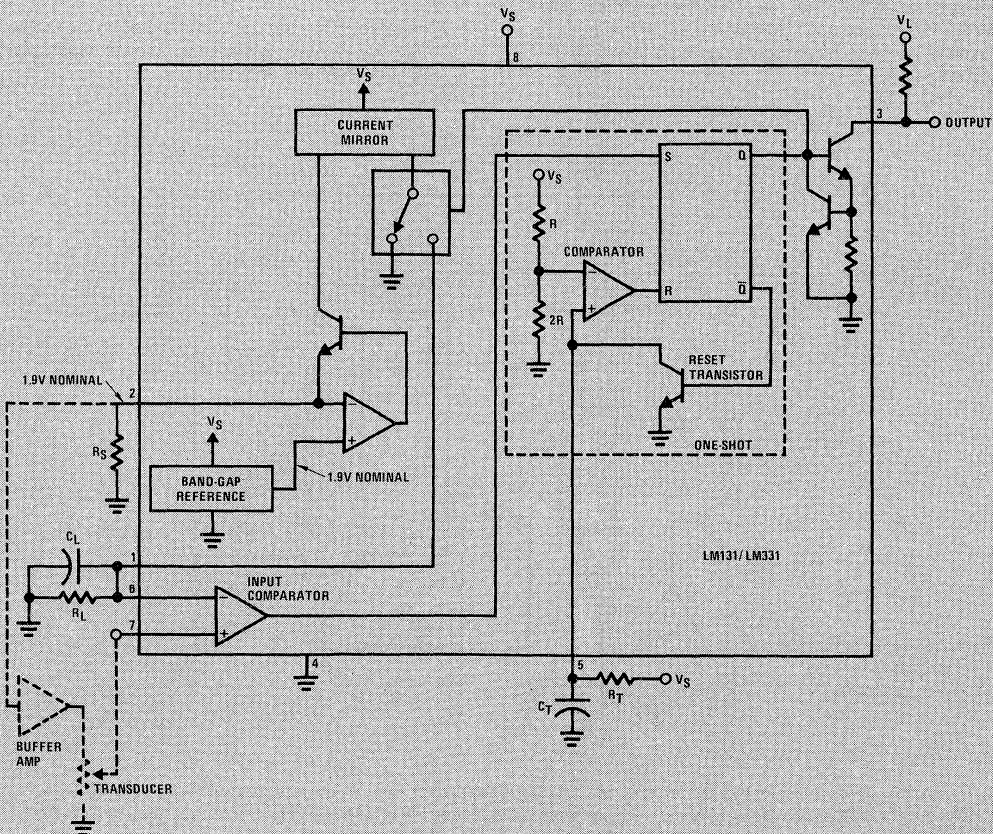 VS
8
VL
VS
CURRENT
MIRROR
3
OUTPUT
S
Q
VS
R
COMPARATOR
R
Q̅
2R
RESET
TRANSISTOR
ONE-SHOT
1.9V NOMINAL
2
VS
RS
1.9V NOMINAL
BAND-GAP
REFERENCE
LM131/LM331
CL
1
INPUT
COMPARATOR
6
RL
7
4
5
VS
RT
CT
BUFFER
AMP
TRANSDUCER